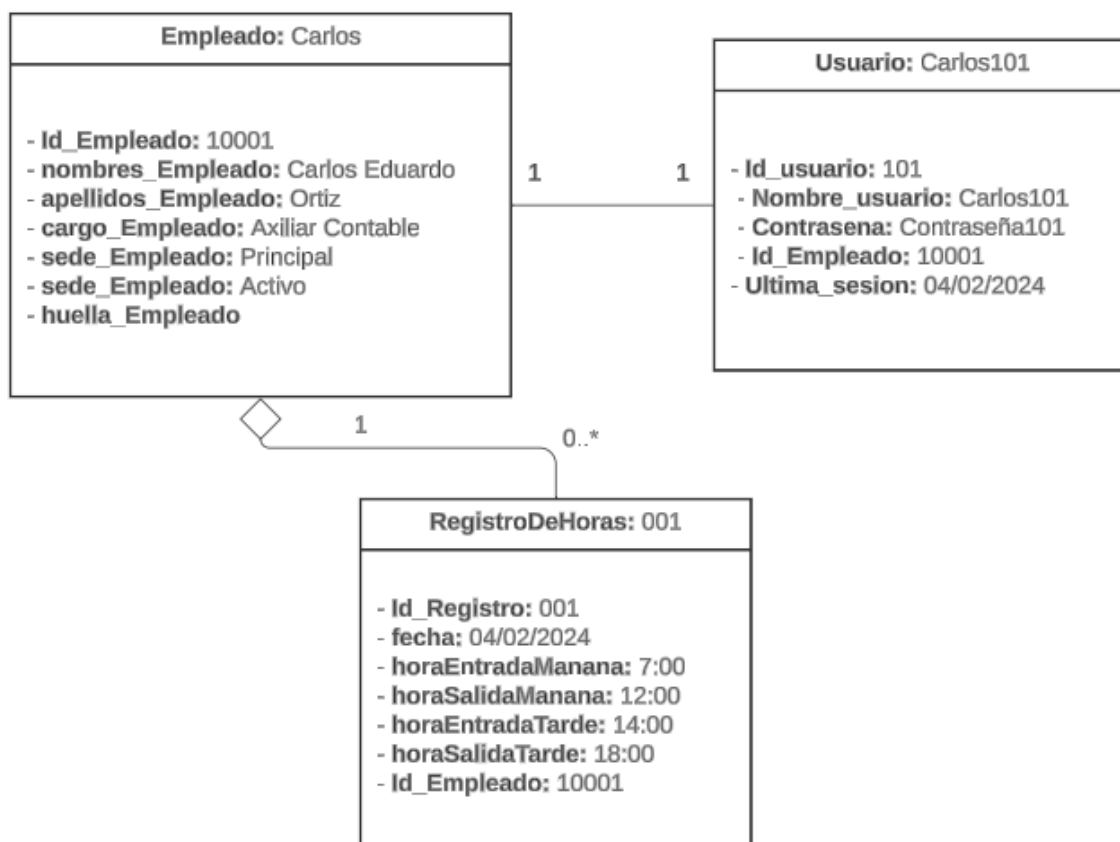 Empleado: Carlos
- Id_Empleado: 10001
- nombres_Empleado: Carlos Eduardo
- apellidos_Empleado: Ortiz
- cargo_Empleado: Axiliar Contable
- sede_Empleado: Principal
- sede_Empleado: Activo
- huella_Empleado
1
1
Usuario: Carlos101
- Id_usuario: 101
- Nombre_usuario: Carlos101
- Contrasena: Contraseña101
- Id_Empleado: 10001
- Ultima_sesion: 04/02/2024
1
0..*
RegistroDeHoras: 001
- Id_Registro: 001
- fecha: 04/02/2024
- horaEntradaManana: 7:00
- horaSalidaManana: 12:00
- horaEntradaTarde: 14:00
- horaSalidaTarde: 18:00
- Id_Empleado: 10001